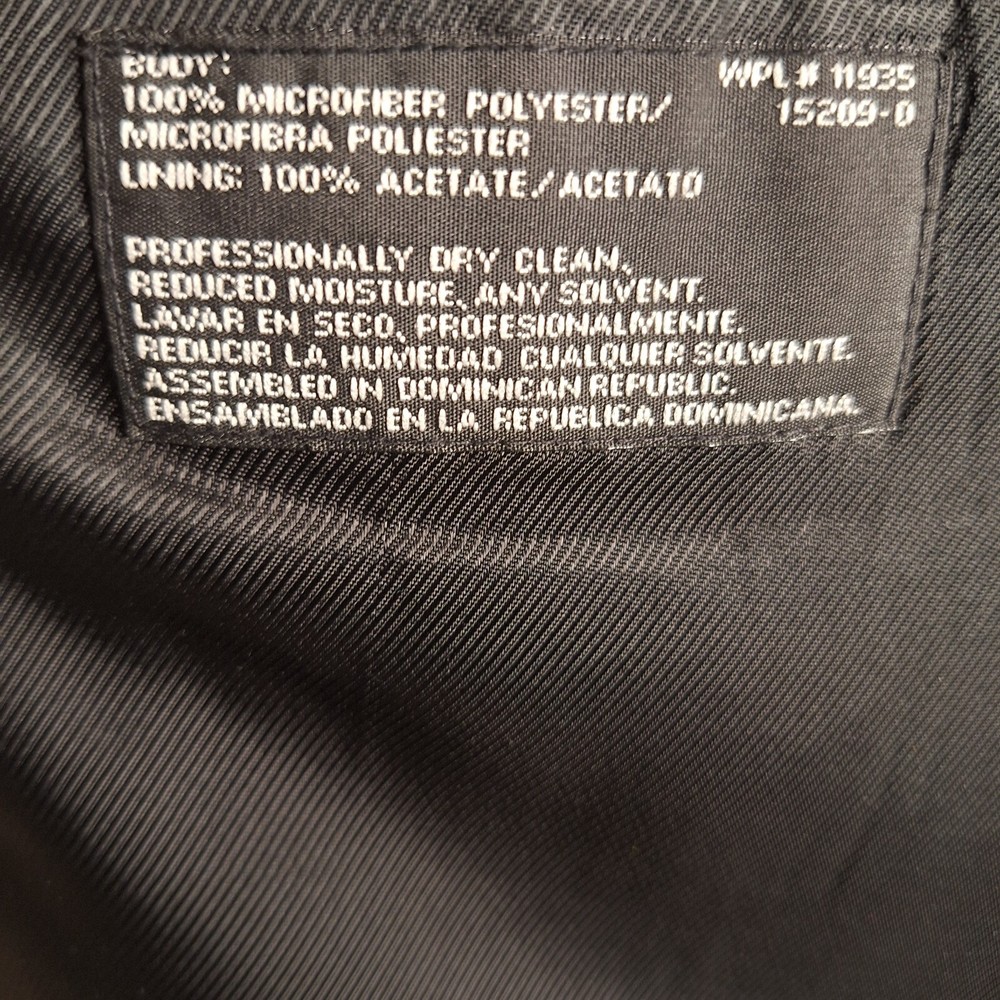 BODY: WPL # 11935
100% MICROFIBER POLYESTER/ 15209-0
MICROFIBRA POLIESTER
LINING: 100% ACETATE/ACETATO
PROFESSIONALLY DRY CLEAN,
REDUCED MOISTURE, ANY SOLVENT.
LAVAR EN SECO, PROFESIONALMENTE.
REDUCIR LA HUMEDAD CUALQUIER SOLVENTE.
ASSEMBLED IN DOMINICAN REPUBLIC.
ENSAMBLADO EN LA REPUBLICA DOMINICANA.